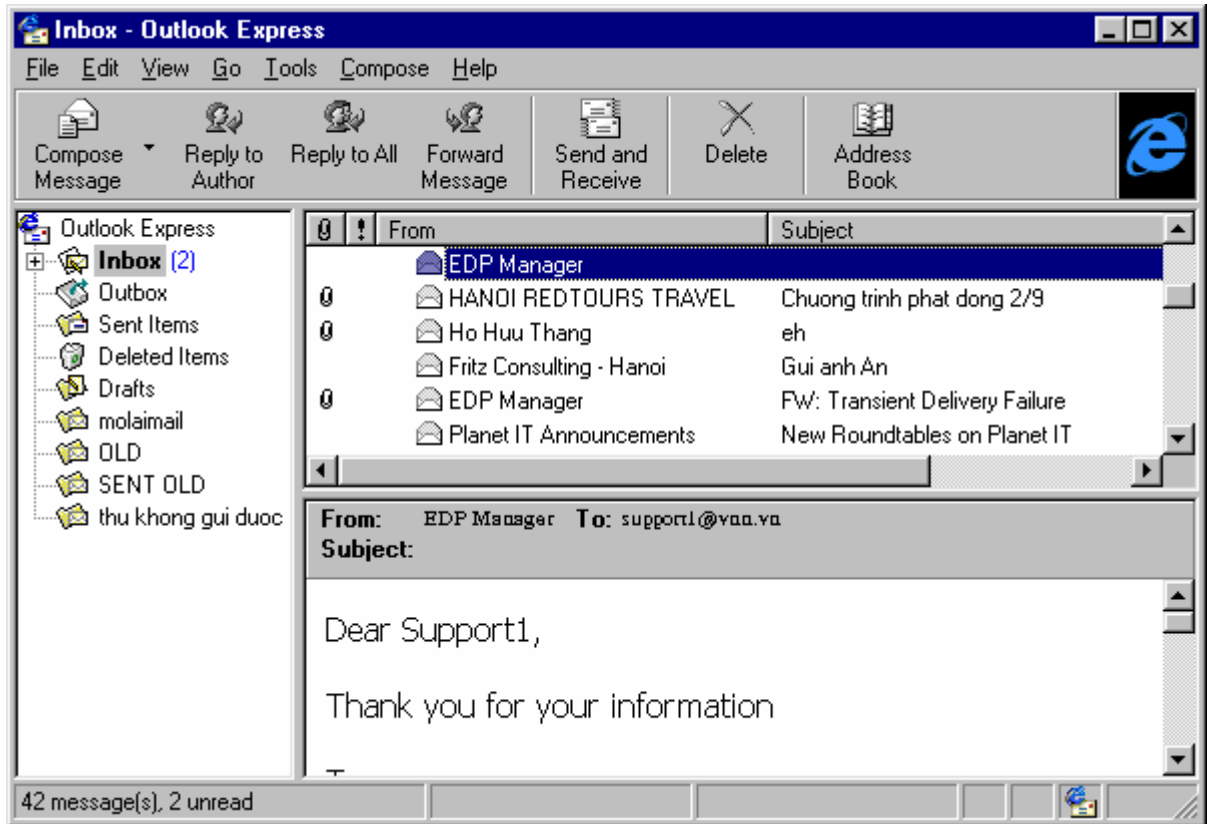 Inbox - Outlook Express
File Edit View Go Tools Compose Help
Compose Message
Reply to Author
Reply to All
Forward Message
Send and Receive
Delete
Address Book
Outlook Express
Inbox (2)
Outbox
Sent Items
Deleted Items
Drafts
molaimail
OLD
SENT OLD
thu khong gui duoc
! From Subject
EDP Manager
HANOI REDTOURS TRAVEL Chuong trinh phat dong 2/9
Ho Huu Thang eh
Fritz Consulting - Hanoi Gui anh An
EDP Manager FW: Transient Delivery Failure
Planet IT Announcements New Roundtables on Planet IT
From: EDP Manager To: support1@vnn.vn
Subject:
Dear Support1,
Thank you for your information
42 message(s), 2 unread